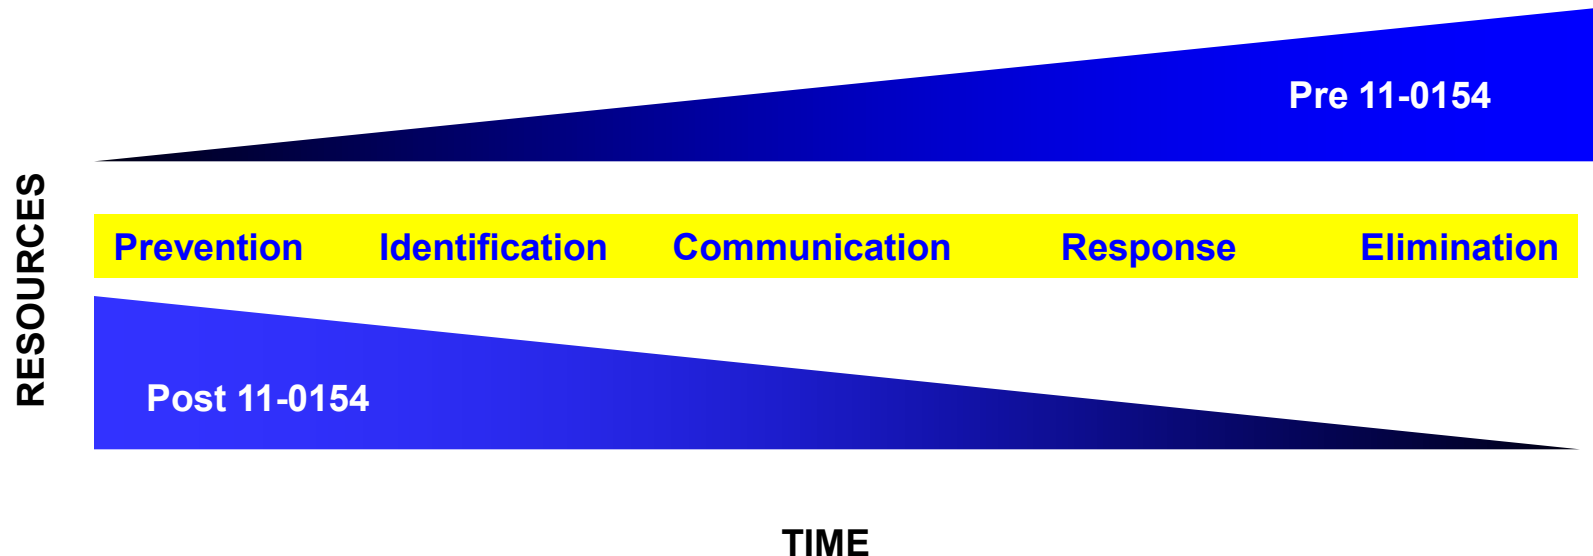 Pre 11-0154
RESOURCES
Prevention Identification Communication Response Elimination
Post 11-0154
TIME